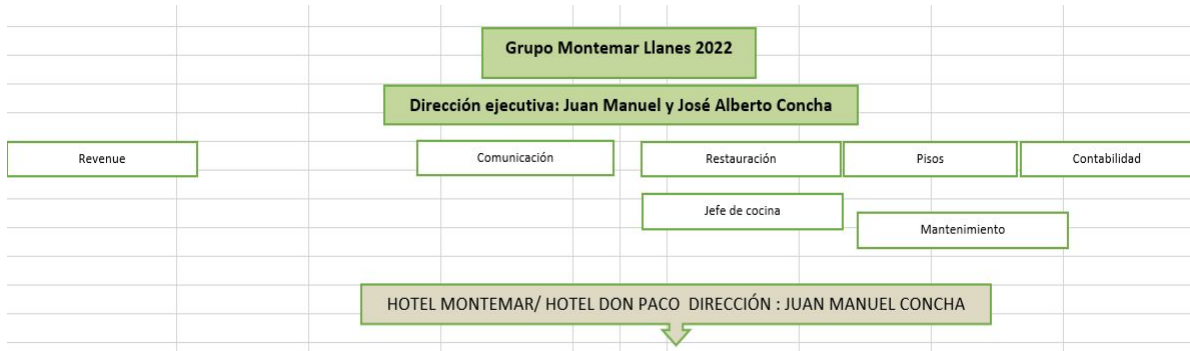 Grupo Montemar Llanes 2022
Dirección ejecutiva: Juan Manuel y José Alberto Concha
Revenue
Comunicación
Restauración
Pisos
Contabilidad
Jefe de cocina
Mantenimiento
HOTEL MONTEMAR/ HOTEL DON PACO DIRECCIÓN : JUAN MANUEL CONCHA